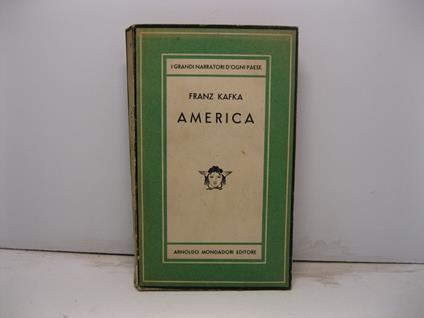 I GRANDI NARRATORI D'OGNI PAESE
FRANZ KAFKA
AMERICA
ARNOLDO MONDADORI EDITORE